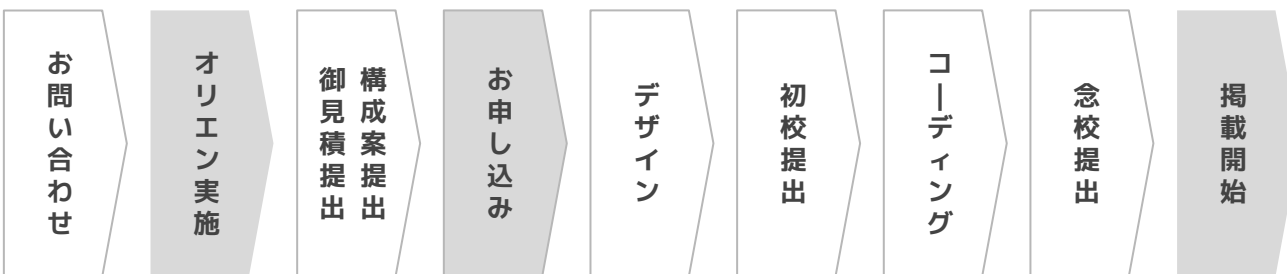 お問い合わせ
オリエン実施
構成案提出
御見積提出
お申し込み
デザイン
初校提出
コーディング
念校提出
掲載開始